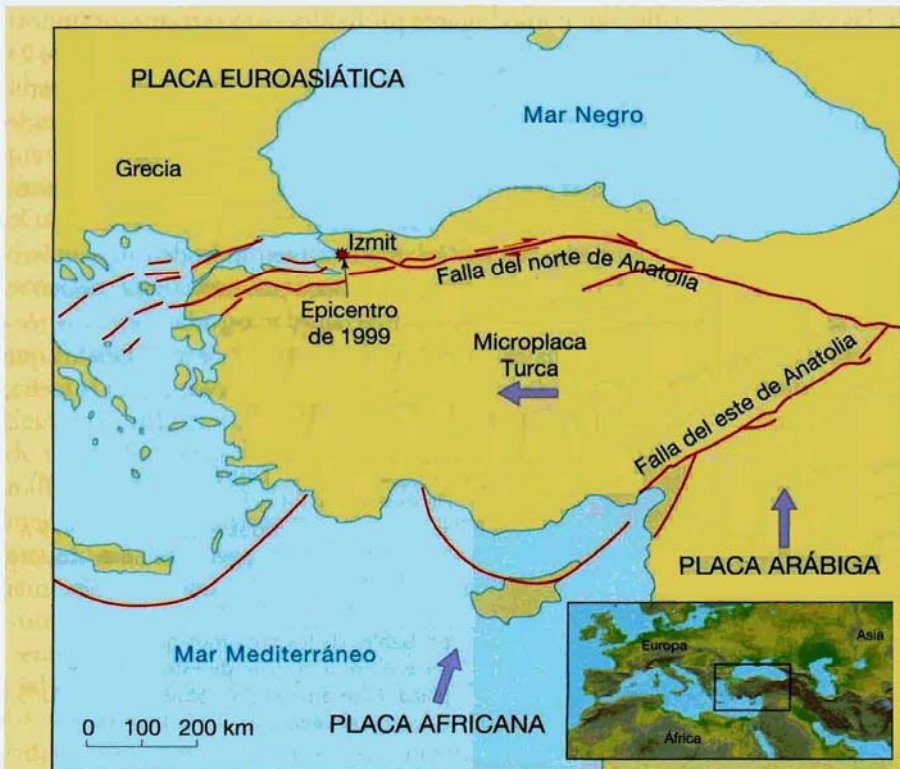 PLACA EUROASIÁTICA
Mar Negro
Grecia
Izmit
Falla del norte de Anatolia
Epicentro
de 1999
Microplaca
Turca
Falla del este de Anatolia
PLACA ARÁBIGA
Mar Mediterráneo
PLACA AFRICANA
0 100 200 km
Europa
Asia
África